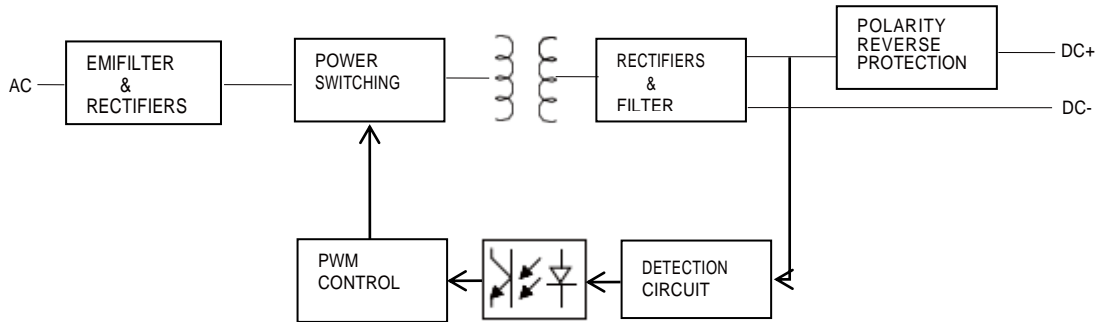 AC
EMIFILTER
&
RECTIFIERS
POWER
SWITCHING
RECTIFIERS
&
FILTER
POLARITY
REVERSE
PROTECTION
DC+
DC-
PWM
CONTROL
DETECTION
CIRCUIT